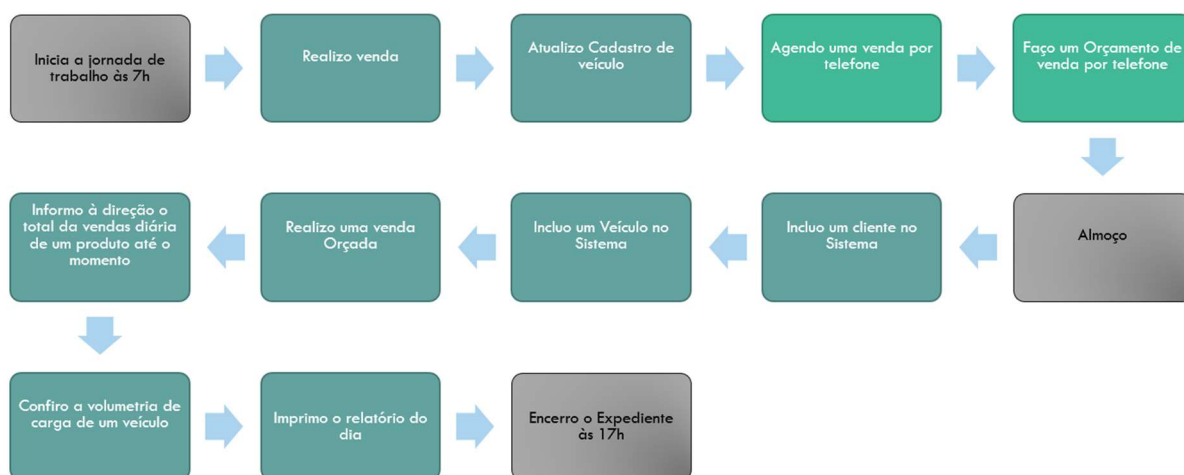 Inicia a jornada de
trabalho às 7h
Realizo venda
Atualizo Cadastro de
veículo
Agendo uma venda por
telefone
Faço um Orçamento de
venda por telefone
Almoço
Incluo um cliente no
Sistema
Incluo um Veículo no
Sistema
Realizo uma venda
Orçada
Informo à direção o
total da vendas diária
de um produto até o
momento
Confiro a volumetria de
carga de um veículo
Imprimo o relatório do
dia
Encerro o Expediente
às 17h